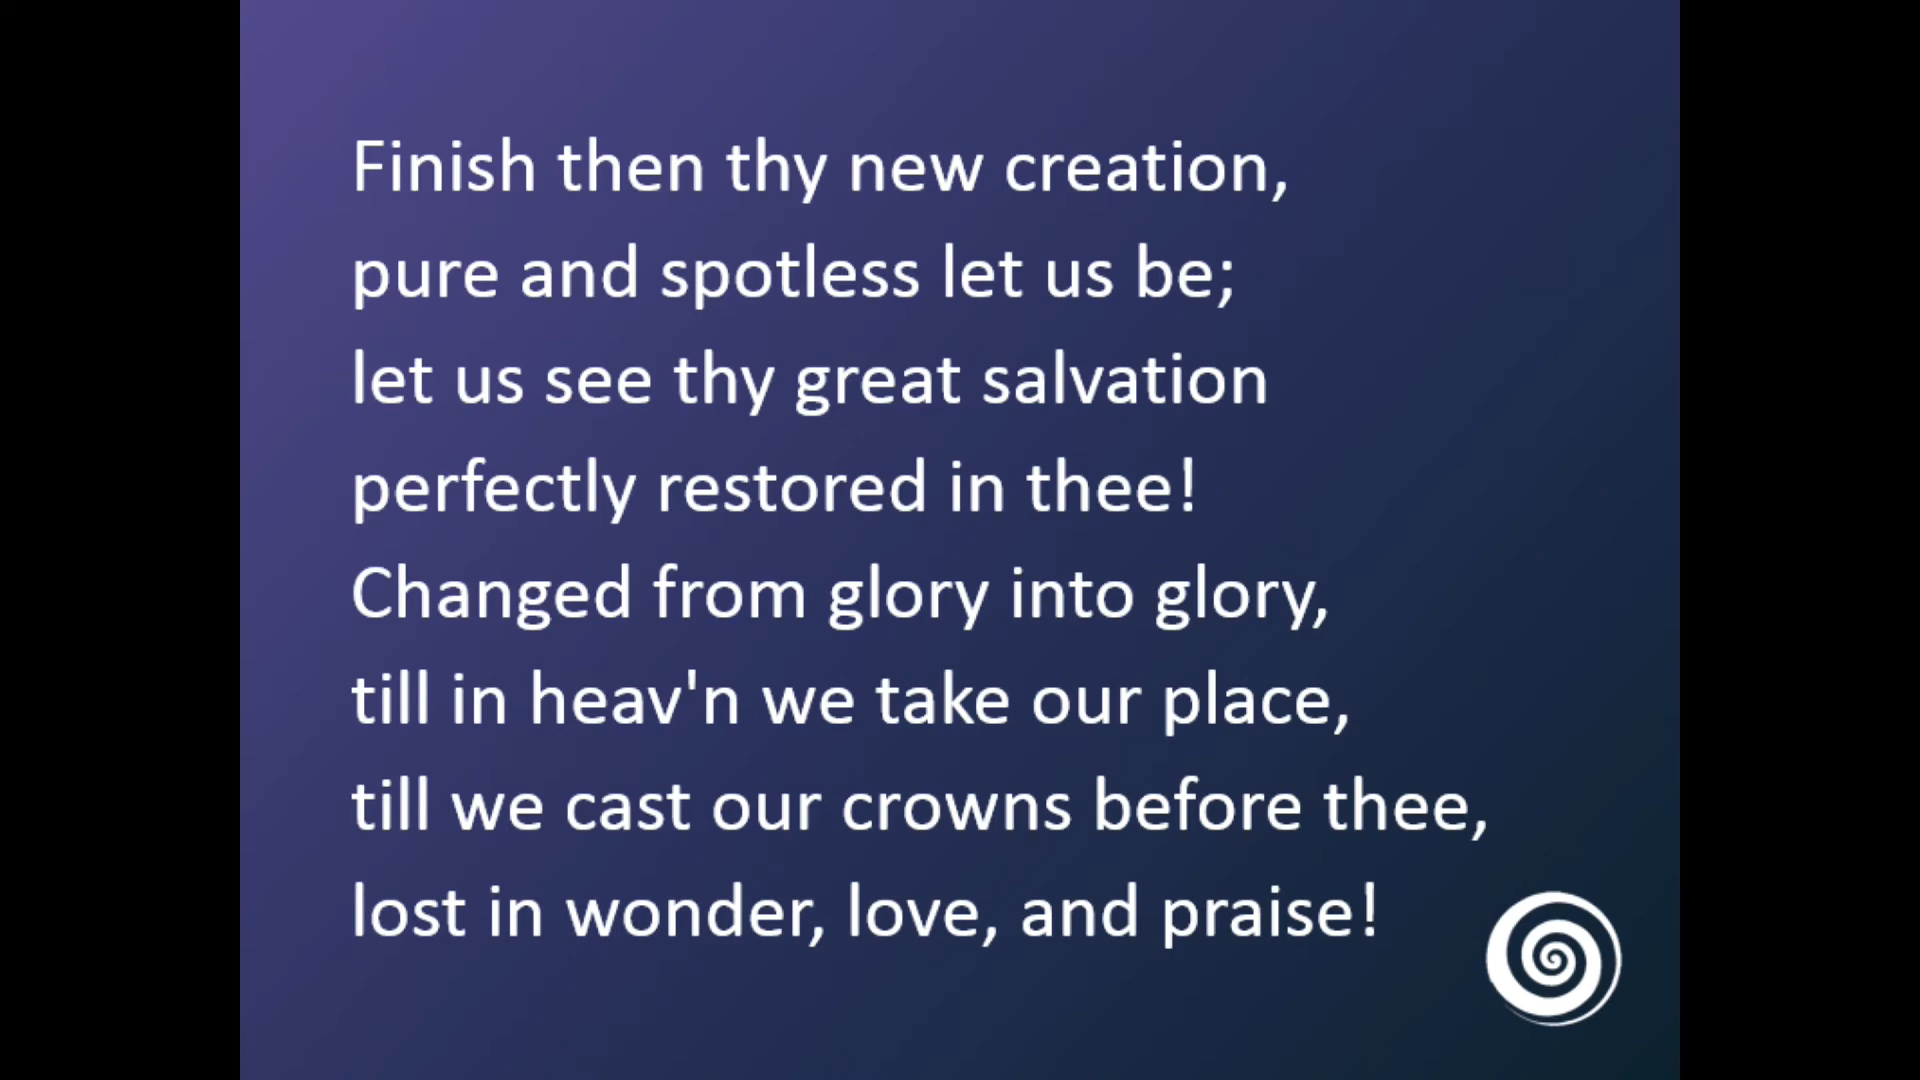 Finish then thy new creation,
pure and spotless let us be;
let us see thy great salvation
perfectly restored in thee!
Changed from glory into glory,
till in heav'n we take our place,
till we cast our crowns before thee,
lost in wonder, love, and praise!